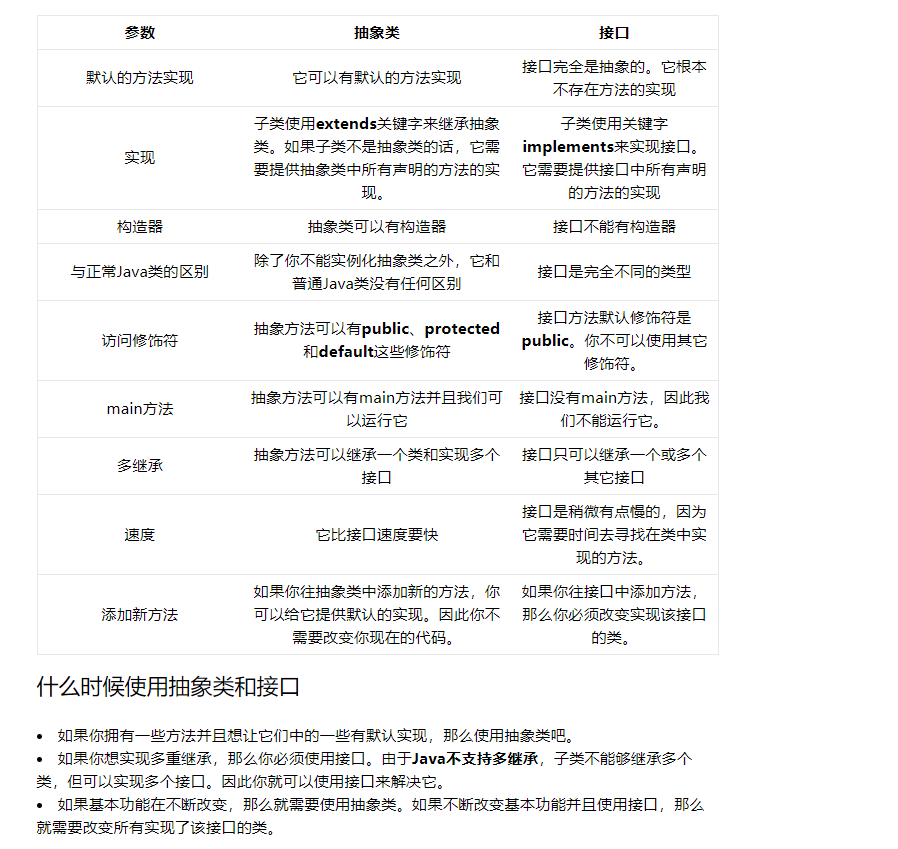 参数 抽象类 接口
默认的方法实现 它可以有默认的方法实现 接口完全是抽象的。它根本
不存在方法的实现
实现 子类使用extends关键字来继承抽象
类。如果子类不是抽象类的话，它需
要提供抽象类中所有声明的方法的实
现。
子类使用关键字
implements来实现接口。
它需要提供接口中所有声明
的方法的实现
构造器 抽象类可以有构造器 接口不能有构造器
与正常Java类的区别 除了你不能实例化抽象类之外，它和
普通Java类没有任何区别
接口是完全不同的类型
访问修饰符 抽象方法可以有public、protected
和default这些修饰符
接口方法默认修饰符是
public。你不可以使用其它
修饰符。
main方法 抽象方法可以有main方法并且我们可
以运行它
接口没有main方法，因此我
们不能运行它。
多继承 抽象方法可以继承一个类和实现多个
接口
接口只可以继承一个或多个
其它接口
速度 它比接口速度要快 接口是稍微有点慢的，因为
它需要时间去寻找在类中实
现的方法。
添加新方法 如果你往抽象类中添加新的方法，你
可以给它提供默认的实现。因此你不
需要改变你现在的代码。
如果你往接口中添加方法，
那么你必须改变实现该接口
的类。
什么时候使用抽象类和接口
• 如果你拥有一些方法并且想让它们中的一些有默认实现，那么使用抽象类吧。
• 如果你想实现多重继承，那么你必须使用接口。由于Java不支持多继承，子类不能够继承多个
类，但可以实现多个接口。因此你就可以使用接口来解决它。
• 如果基本功能在不断改变，那么就需要使用抽象类。如果不断改变基本功能并且使用接口，那么
就需要改变所有实现了该接口的类。